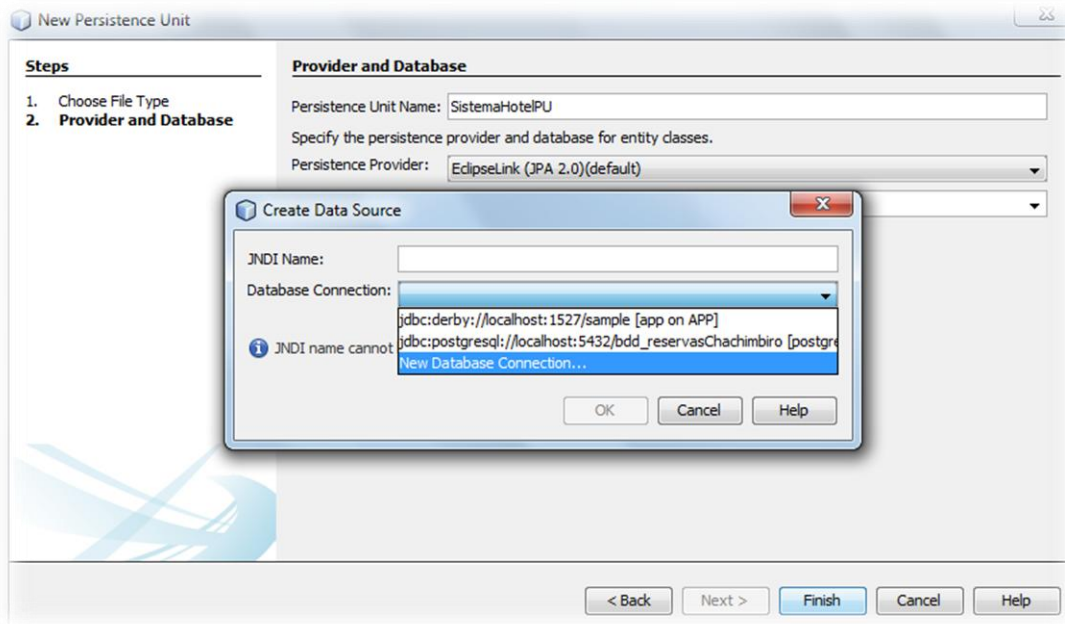 New Persistence Unit
Steps
1. Choose File Type
2. Provider and Database
Provider and Database
Persistence Unit Name: SistemaHotelPU
Specify the persistence provider and database for entity classes.
Persistence Provider: EclipseLink (JPA 2.0)(default)
Create Data Source
JNDI Name:
Database Connection:
jdbc:derby://localhost:1527/sample [app on APP]
jdbc:postgresql://localhost:5432/bdd_reservasChachimbiro [postgre
New Database Connection...
JNDI name cannot
OK Cancel Help
< Back Next > Finish Cancel Help